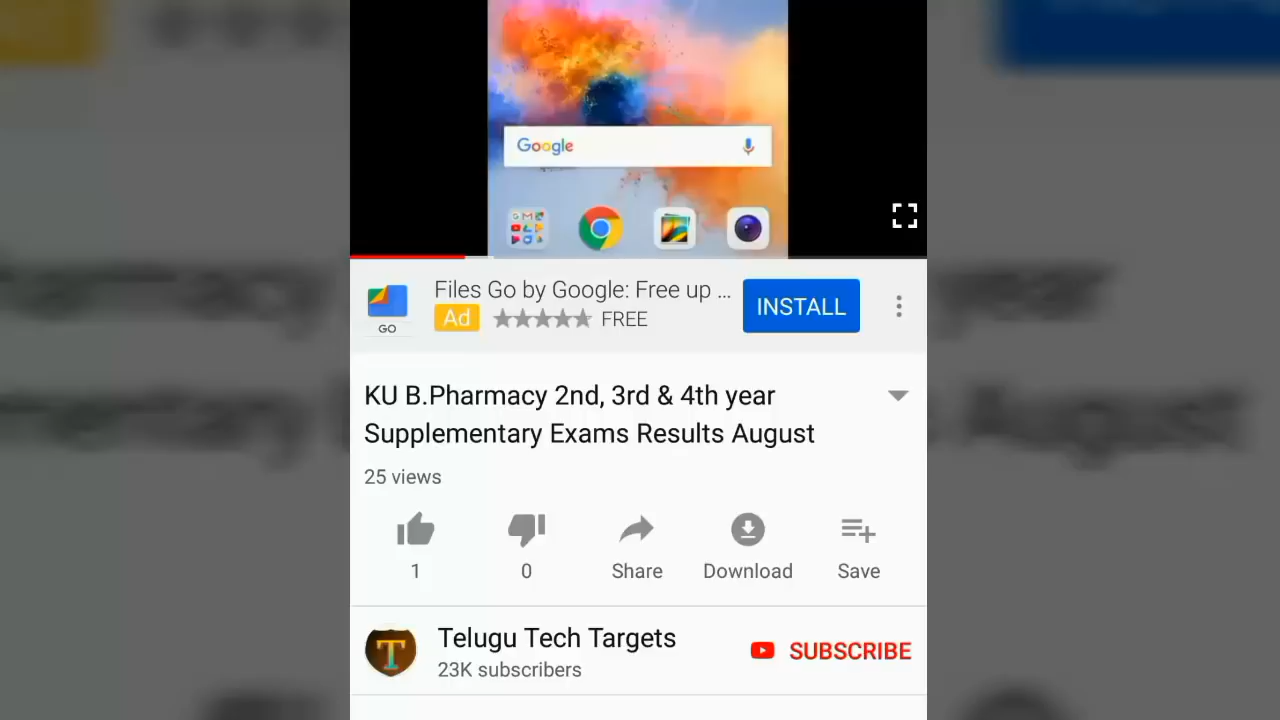 Google
GO
Files Go by Google: Free up ...
Ad FREE
INSTALL
KU B.Pharmacy 2nd, 3rd & 4th year
Supplementary Exams Results August
25 views
1 0 Share Download Save
T
Telugu Tech Targets
23K subscribers
SUBSCRIBE